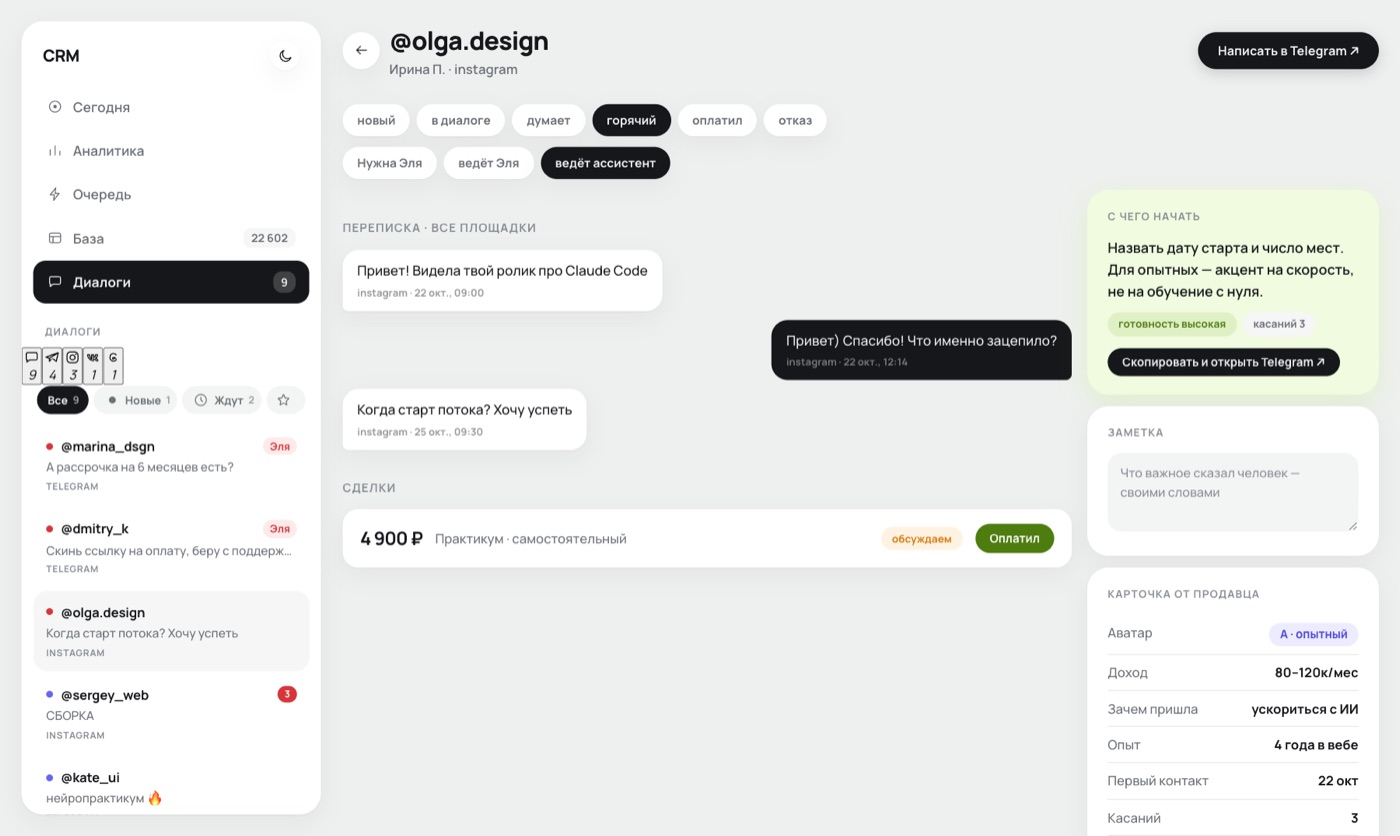 CRM
Сегодня
Аналитика
Очередь
База 22 602
Диалоги 9
ДИАЛОГИ
9 4 3 1 1
Все 9 Новые 1 Ждут 2
@marina_dsgn Эля
А рассрочка на 6 месяцев есть?
TELEGRAM
@dmitry_k Эля
Скинь ссылку на оплату, беру с поддерж...
TELEGRAM
@olga.design
Когда старт потока? Хочу успеть
INSTAGRAM
@sergey_web 3
СБОРКА
INSTAGRAM
@kate_ui
нейропрактикум 🔥
← @olga.design
Ирина П. · instagram
Написать в Telegram ↗
новый в диалоге думает горячий оплатил отказ
Нужна Эля ведёт Эля ведёт ассистент
ПЕРЕПИСКА · ВСЕ ПЛОЩАДКИ
Привет! Видела твой ролик про Claude Code
instagram · 22 окт., 09:00
Привет) Спасибо! Что именно зацепило?
instagram · 22 окт., 12:14
Когда старт потока? Хочу успеть
instagram · 25 окт., 09:30
СДЕЛКИ
4 900 ₽ Практикум · самостоятельный обсуждаем Оплатил
С ЧЕГО НАЧАТЬ
Назвать дату старта и число мест.
Для опытных — акцент на скорость,
не на обучение с нуля.
готовность высокая касаний 3
Скопировать и открыть Telegram ↗
ЗАМЕТКА
Что важное сказал человек —
своими словами
КАРТОЧКА ОТ ПРОДАВЦА
Аватар А · опытный
Доход 80–120к/мес
Зачем пришла ускориться с ИИ
Опыт 4 года в вебе
Первый контакт 22 окт
Касаний 3